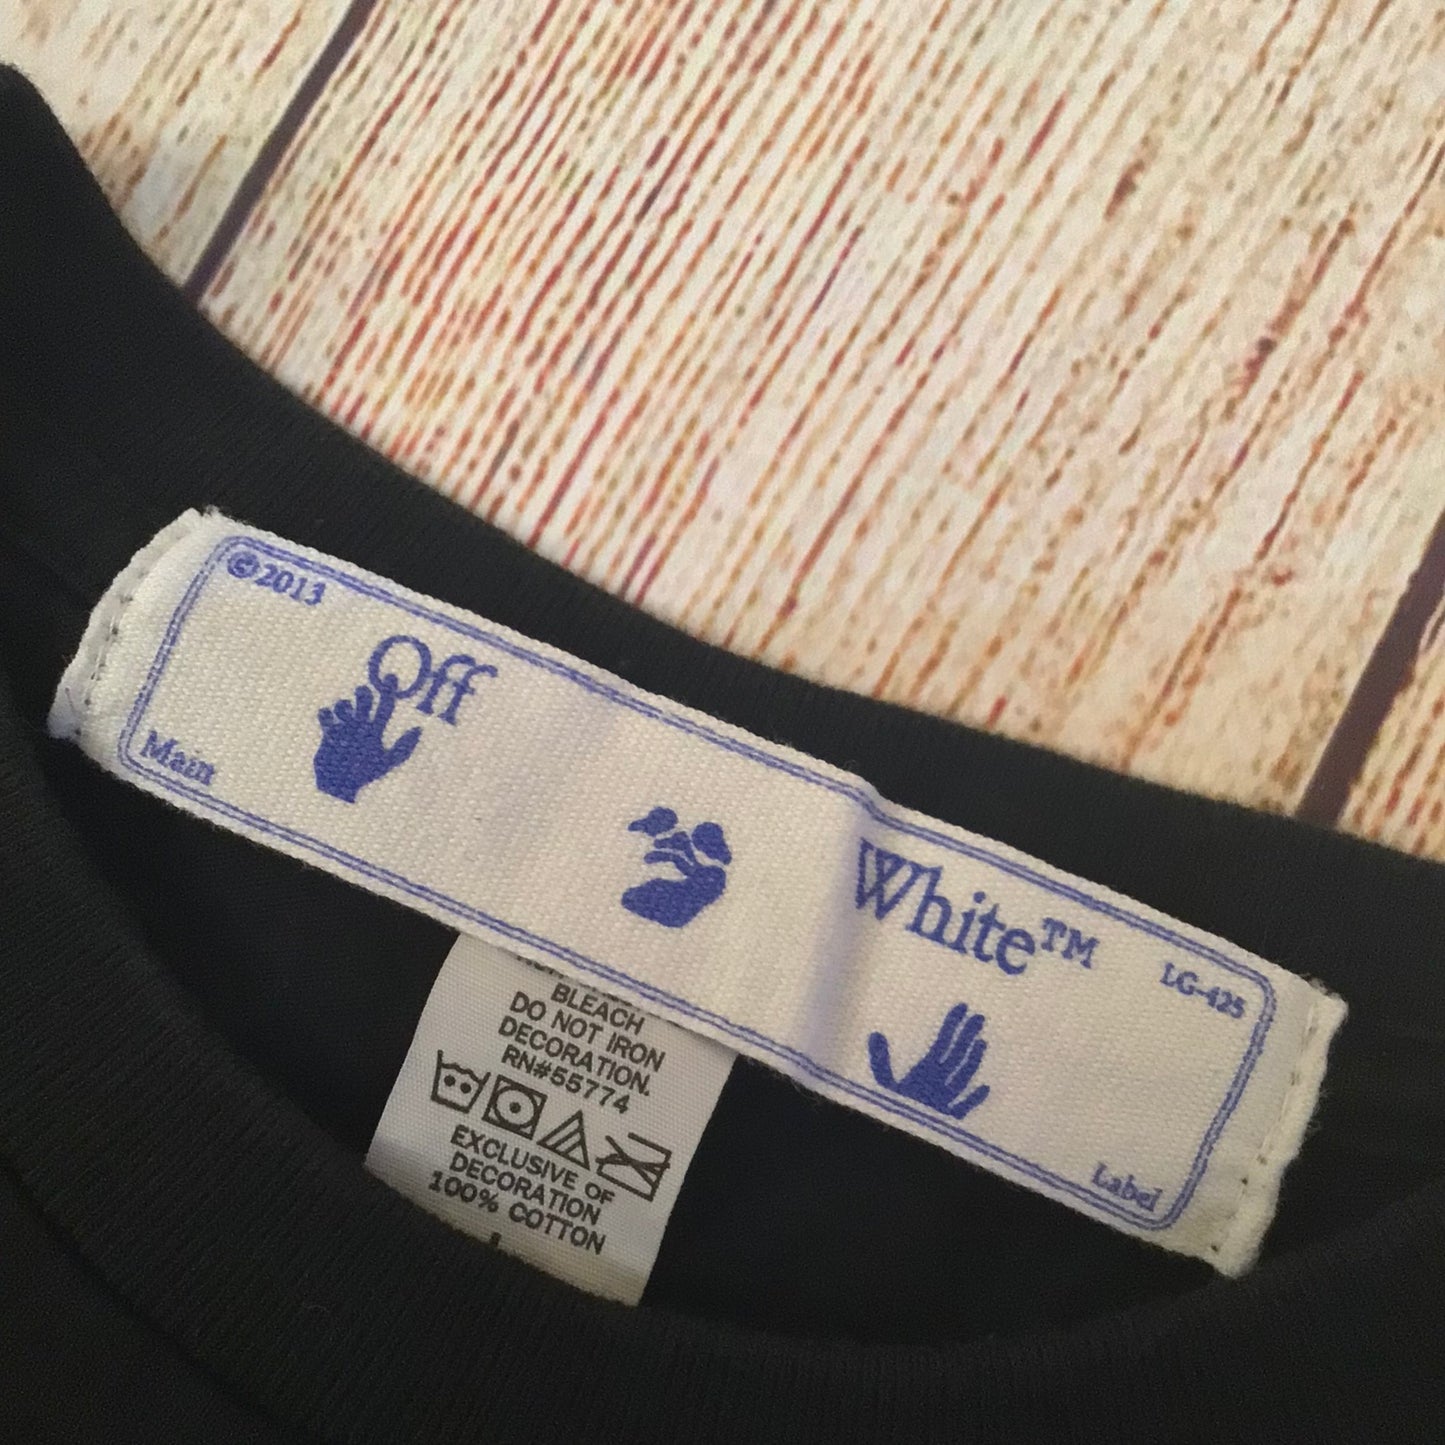 ©2013
Off
Main
White™
LG-425
Label
BLEACH
DO NOT IRON
DECORATION.
RN#55774
EXCLUSIVE OF
DECORATION
100% COTTON